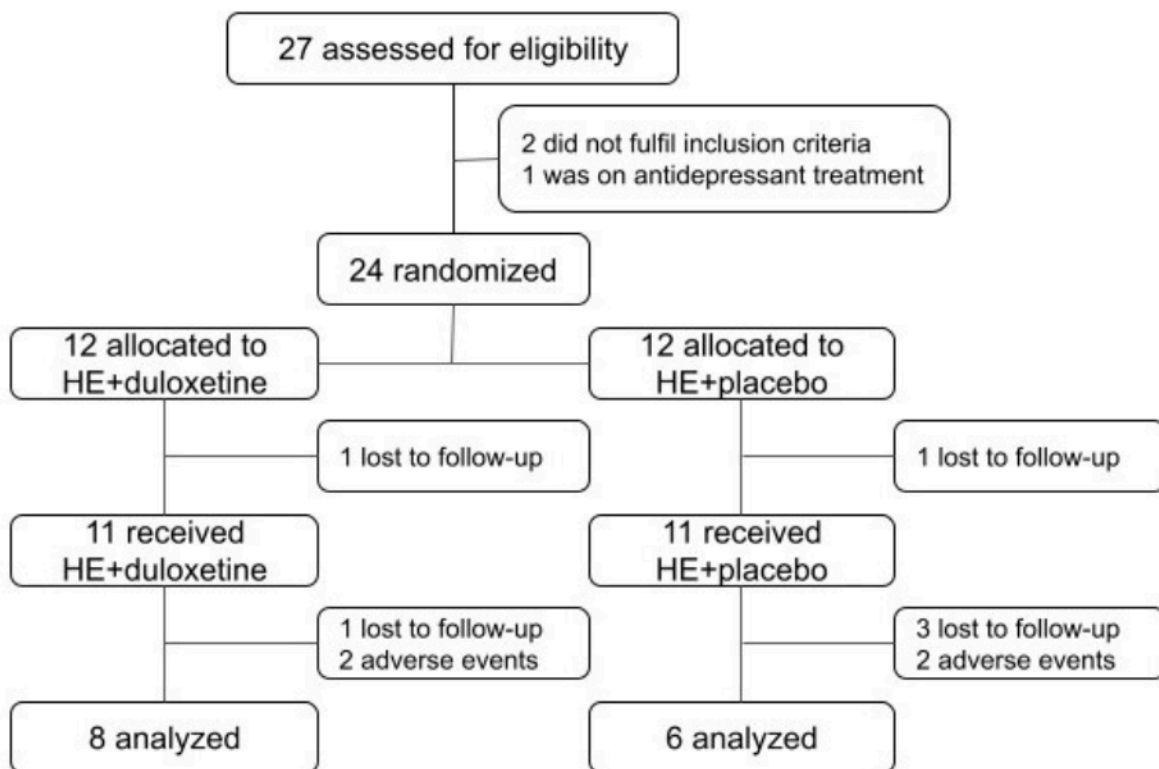 27 assessed for eligibility
2 did not fulfil inclusion criteria
1 was on antidepressant treatment
24 randomized
12 allocated to
HE+duloxetine
12 allocated to
HE+placebo
1 lost to follow-up
1 lost to follow-up
11 received
HE+duloxetine
11 received
HE+placebo
1 lost to follow-up
2 adverse events
3 lost to follow-up
2 adverse events
8 analyzed
6 analyzed